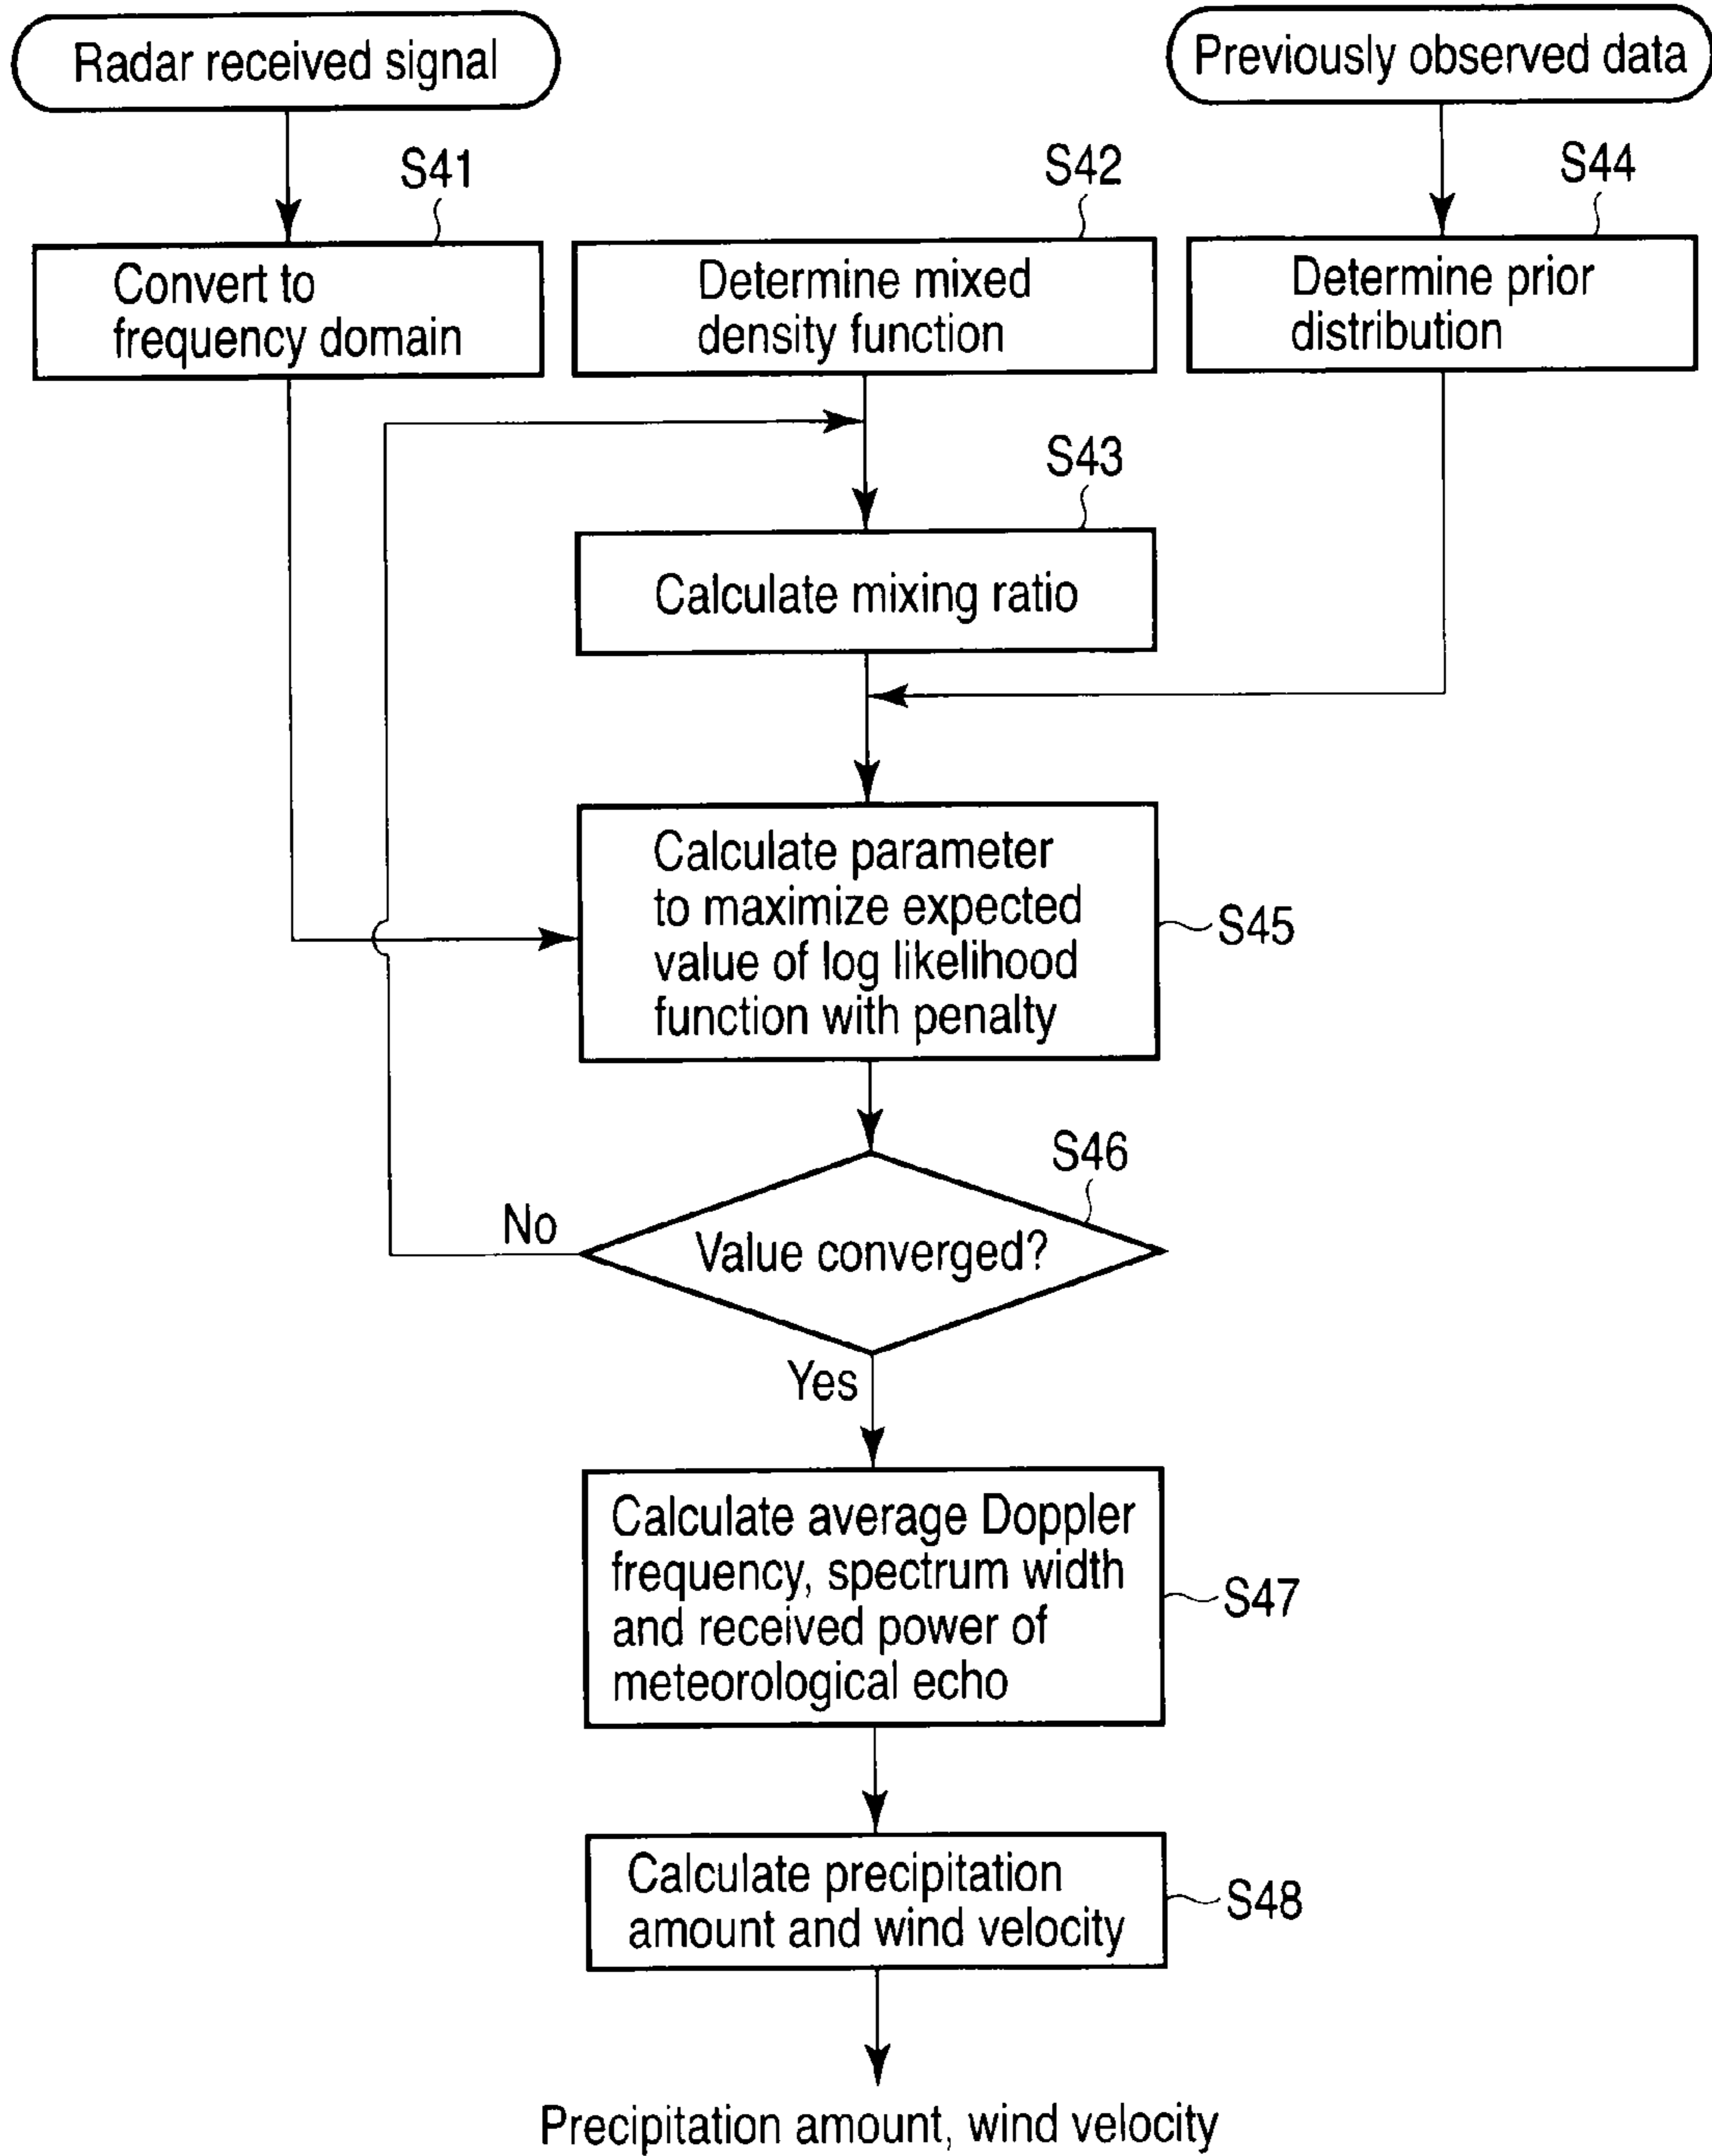 Radar received signal
Previously observed data
S41
S42
S44
Convert to
frequency domain
Determine mixed
density function
Determine prior
distribution
S43
Calculate mixing ratio
Calculate parameter
to maximize expected
value of log likelihood
function with penalty
S45
S46
No
Value converged?
Yes
Calculate average Doppler
frequency, spectrum width
and received power of
meteorological echo
S47
Calculate precipitation
amount and wind velocity
S48
Precipitation amount, wind velocity